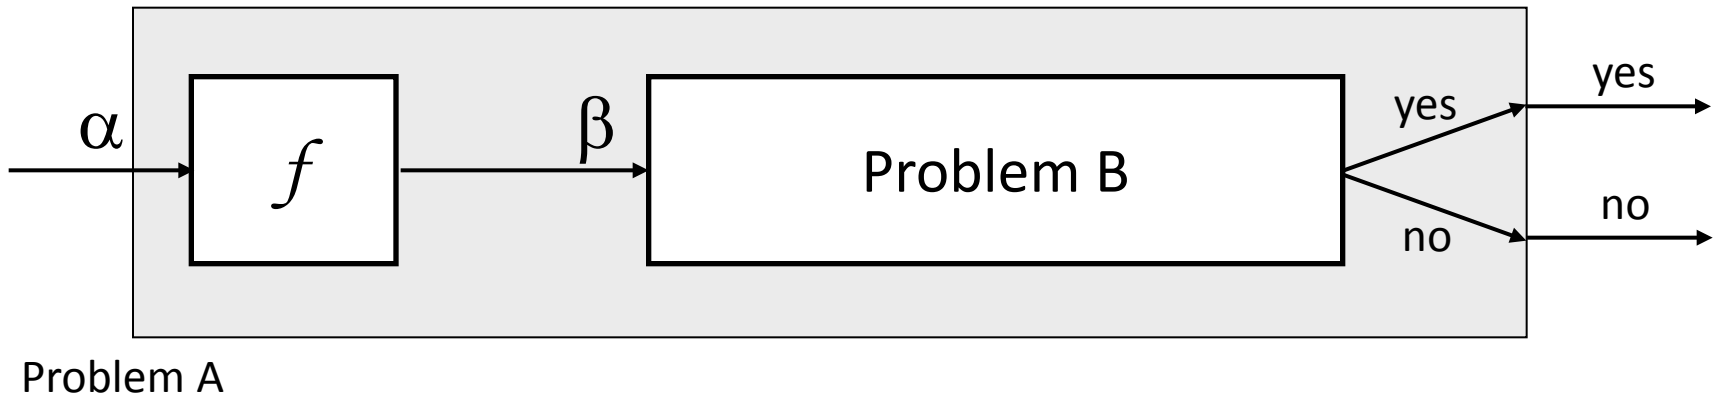 α
f
β
Problem B
yes
no
yes
no
Problem A